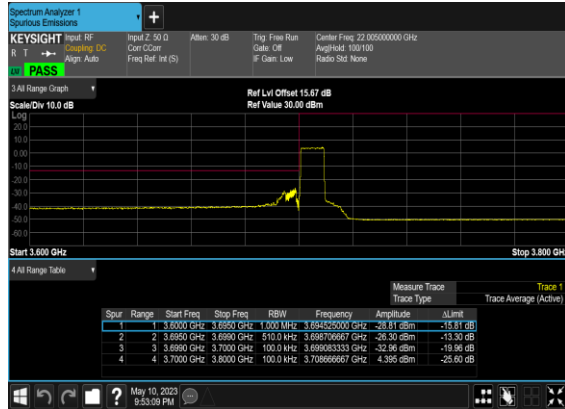 Spectrum Analyzer 1
Spurious Emissions
KEYSIGHT Input: RF Input Z: 50 Ω Atten: 30 dB Trig: Free Run Center Freq: 22.005000000 GHz
R T Coupling: DC Corr CCorr Gate: Off Avg|Hold: 100/100
Align: Auto Freq Ref: Int (S) IF Gain: Low Radio Std: None
PASS
3 All Range Graph
Ref Lvl Offset 15.67 dB
Scale/Div 10.0 dB Ref Value 30.00 dBm
Log
20.0
10.0
0.00
-10.0
-20.0
-30.0
-40.0
-50.0
-60.0
Start 3.600 GHz Stop 3.800 GHz
4 All Range Table
Measure Trace Trace 1
Trace Type Trace Average (Active)
Spur Range Start Freq Stop Freq RBW Frequency Amplitude ΔLimit
1 1 3.6000 GHz 3.6950 GHz 1.000 MHz 3.694525000 GHz -28.81 dBm -15.81 dB
2 2 3.6950 GHz 3.6990 GHz 510.0 kHz 3.698706667 GHz -26.30 dBm -13.30 dB
3 3 3.6990 GHz 3.7000 GHz 100.0 kHz 3.699083333 GHz -32.96 dBm -19.96 dB
4 4 3.7000 GHz 3.8000 GHz 100.0 kHz 3.708666667 GHz 4.395 dBm -25.60 dB
May 10, 2023
9:53:09 PM